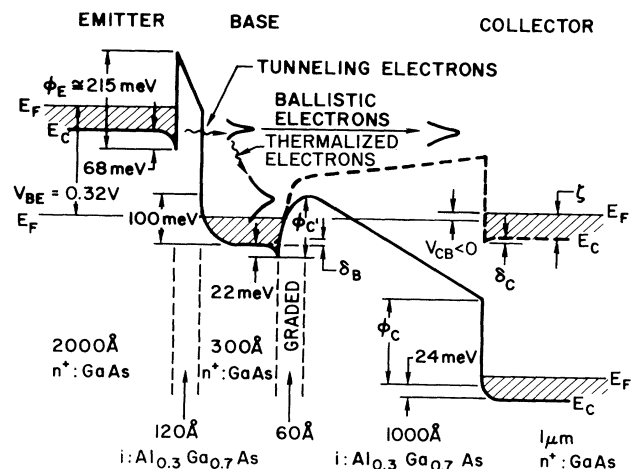 EMITTER BASE COLLECTOR
TUNNELING ELECTRONS
ϕE ≅ 215 meV
BALLISTIC
ELECTRONS
EF
EC
THERMALIZED
ELECTRONS
68 meV
VBE = 0.32V
ζ
EF
100 meV
ϕC'
EF
VCB<0
EC
δB
δC
22 meV
GRADED
ϕC
2000Å
n+:GaAs
300Å
n+:GaAs
24 meV
EF
EC
120Å
i:Al0.3 Ga0.7 As
60Å
1000Å
i:Al0.3 Ga0.7 As
1μm
n+:GaAs